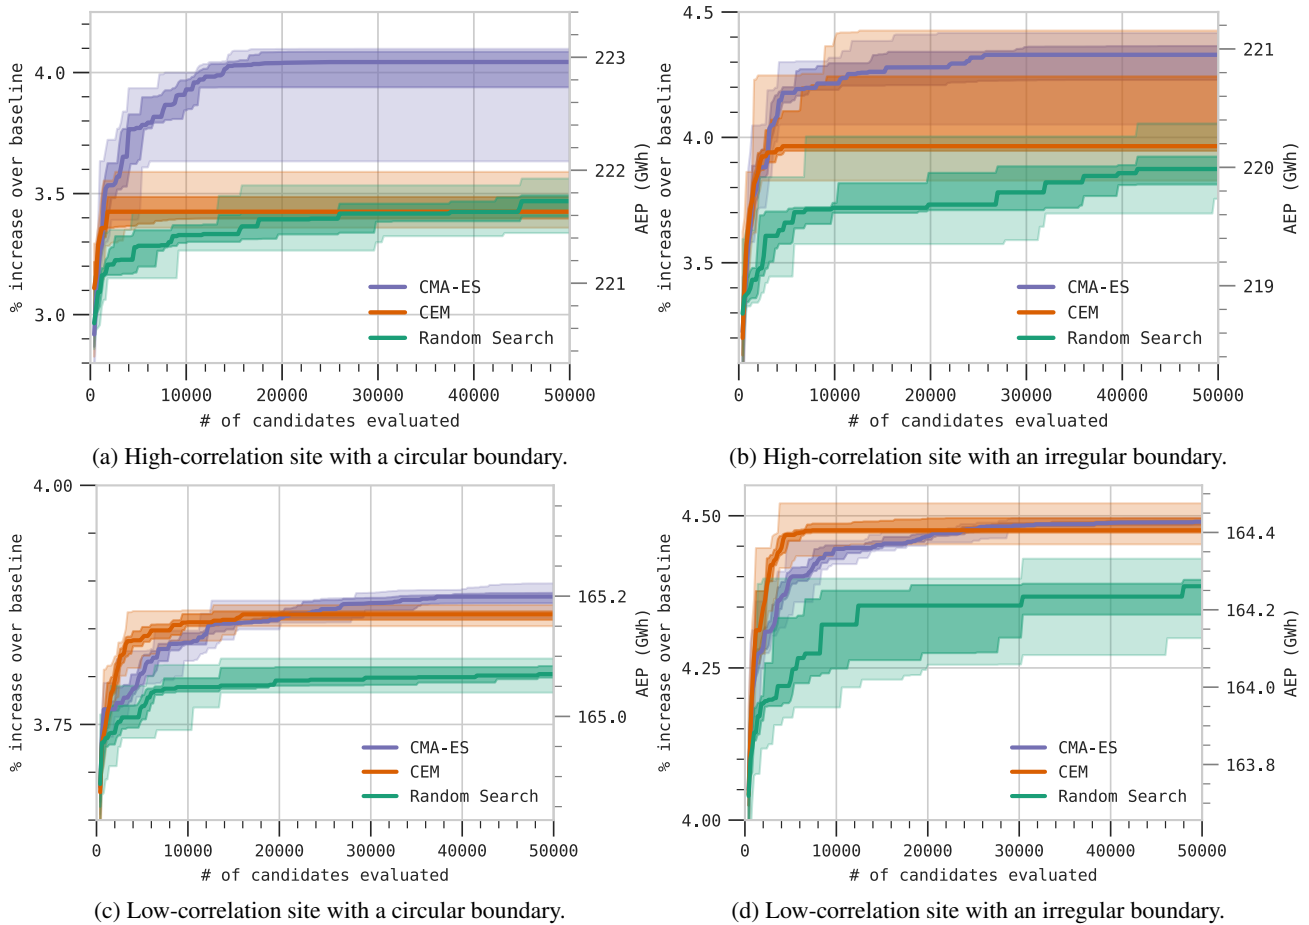 4.0
3.5
3.0
% increase over baseline
223
222
221
AEP (GWh)
CMA-ES
CEM
Random Search
0 10000 20000 30000 40000 50000
# of candidates evaluated
(a) High-correlation site with a circular boundary.
4.5
4.0
3.5
% increase over baseline
221
220
219
AEP (GWh)
CMA-ES
CEM
Random Search
0 10000 20000 30000 40000 50000
# of candidates evaluated
(b) High-correlation site with an irregular boundary.
4.00
3.75
% increase over baseline
165.2
165.0
AEP (GWh)
CMA-ES
CEM
Random Search
0 10000 20000 30000 40000 50000
# of candidates evaluated
(c) Low-correlation site with a circular boundary.
4.50
4.25
4.00
% increase over baseline
164.4
164.2
164.0
163.8
AEP (GWh)
CMA-ES
CEM
Random Search
0 10000 20000 30000 40000 50000
# of candidates evaluated
(d) Low-correlation site with an irregular boundary.